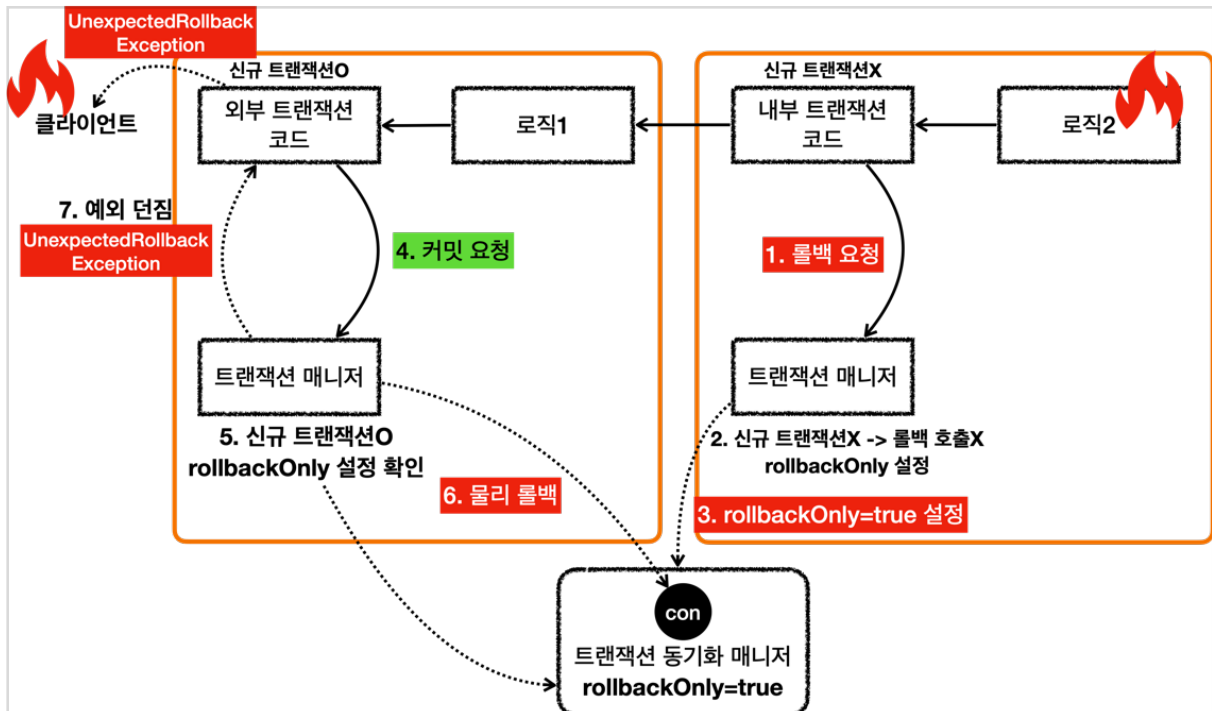 UnexpectedRollback
Exception
클라이언트
신규 트랜잭션O
외부 트랜잭션
코드
로직1
신규 트랜잭션X
내부 트랜잭션
코드
로직2
7. 예외 던짐
UnexpectedRollback
Exception
4. 커밋 요청
1. 롤백 요청
트랜잭션 매니저
5. 신규 트랜잭션O
rollbackOnly 설정 확인
트랜잭션 매니저
2. 신규 트랜잭션X -> 롤백 호출X
rollbackOnly 설정
6. 물리 롤백
3. rollbackOnly=true 설정
con
트랜잭션 동기화 매니저
rollbackOnly=true